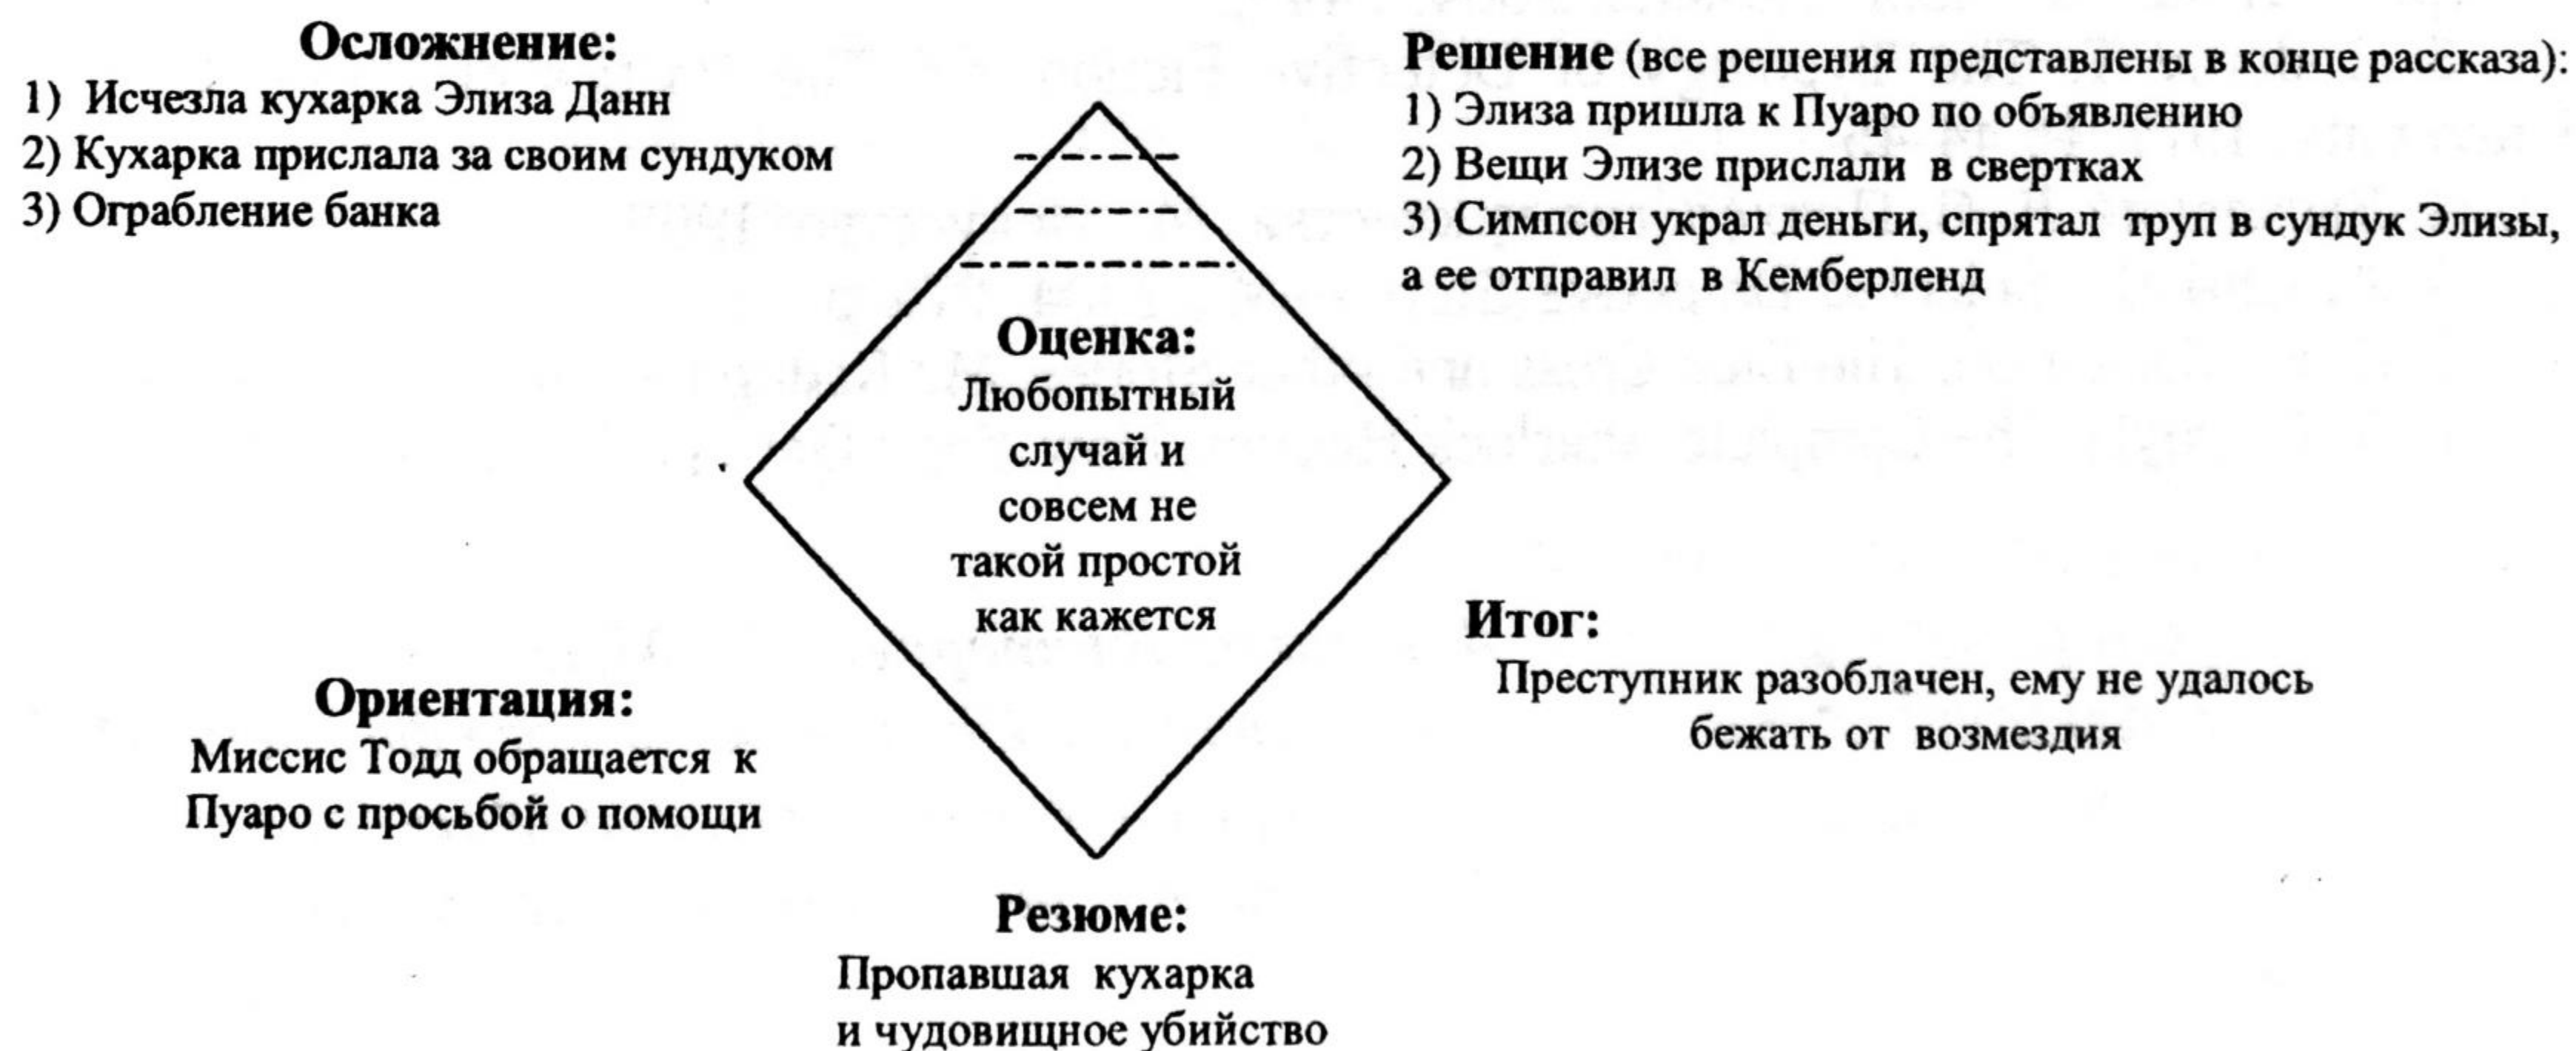 Осложнение:
1) Исчезла кухарка Элиза Данн
2) Кухарка прислала за своим сундуком
3) Ограбление банка
Решение (все решения представлены в конце рассказа):
1) Элиза пришла к Пуаро по объявлению
2) Вещи Элизе прислали в свертках
3) Симпсон украл деньги, спрятал труп в сундук Элизы,
а ее отправил в Кемберленд
Оценка:
Любопытный
случай и
совсем не
такой простой
как кажется
Ориентация:
Миссис Тодд обращается к
Пуаро с просьбой о помощи
Итог:
Преступник разоблачен, ему не удалось
бежать от возмездия
Резюме:
Пропавшая кухарка
и чудовищное убийство